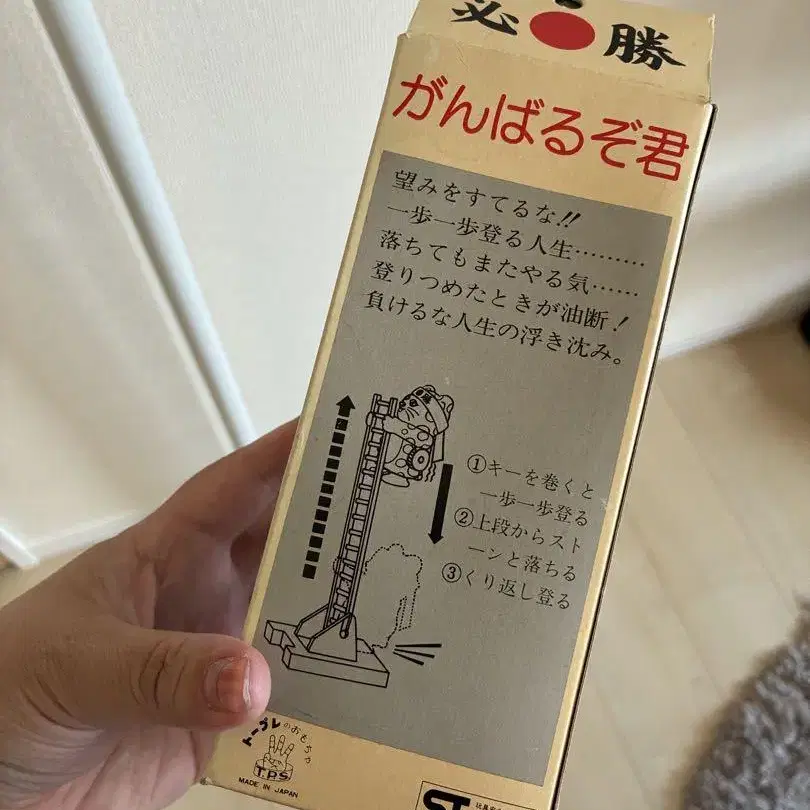 必勝
がんばるぞ君
望みをすてるな!!
一歩一歩登る人生………
落ちてもまたやる気……
登りつめたときが油断!
負けるな人生の浮き沈み。
①キーを巻くと
一歩一歩登る
②上段からスト
ーンと落ちる
③くり返し登る
トープレのおもちゃ
T.P.S
MADE IN JAPAN
ST